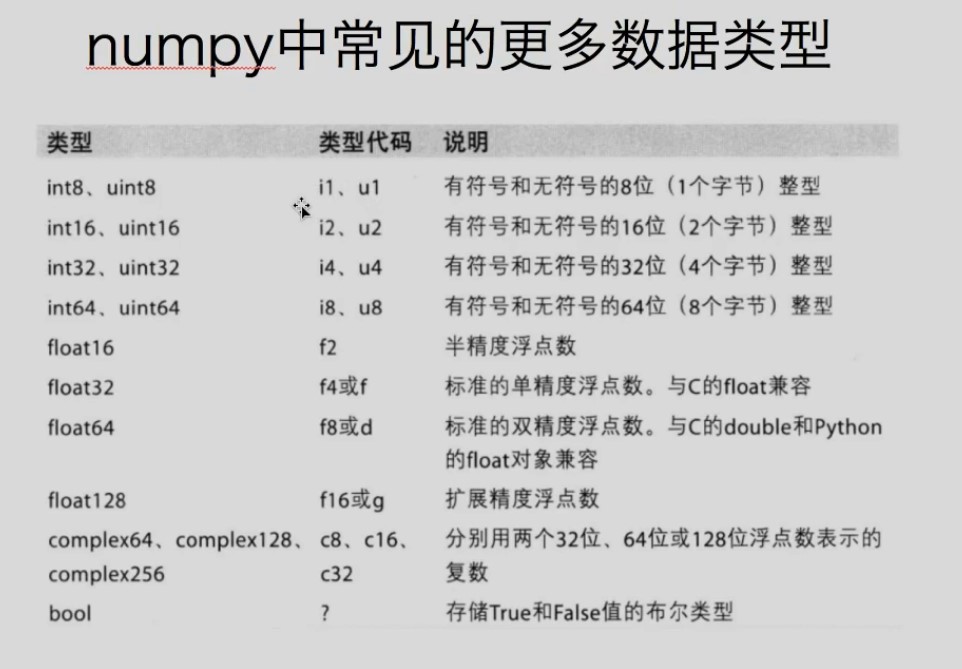 numpy中常见的更多数据类型
类型 类型代码 说明
int8、uint8 i1、u1 有符号和无符号的8位（1个字节）整型
int16、uint16 i2、u2 有符号和无符号的16位（2个字节）整型
int32、uint32 i4、u4 有符号和无符号的32位（4个字节）整型
int64、uint64 i8、u8 有符号和无符号的64位（8个字节）整型
float16 f2 半精度浮点数
float32 f4或f 标准的单精度浮点数。与C的float兼容
float64 f8或d 标准的双精度浮点数。与C的double和Python
的float对象兼容
float128 f16或g 扩展精度浮点数
complex64、complex128、 c8、c16、 分别用两个32位、64位或128位浮点数表示的
complex256 c32 复数
bool ? 存储True和False值的布尔类型